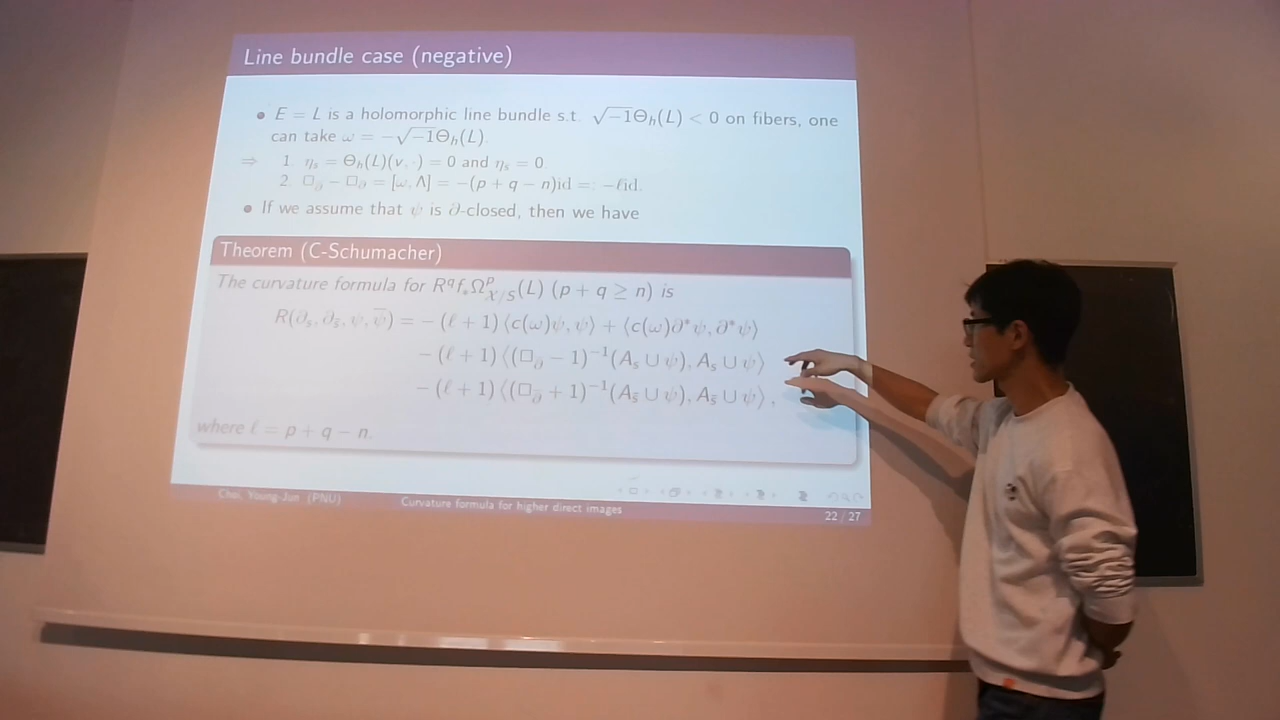 Line bundle case (negative)
• E = L is a holomorphic line bundle s.t. √−1Θ_h(L) < 0 on fibers, one
can take ω = −√−1Θ_h(L).
⇒ 1. η_s = Θ_h(L)(v, ·) = 0 and η_s̄ = 0.
2. □_∂ − □_∂̄ = [ω, Λ] = −(p + q − n)id =: −ℓid.
• If we assume that ψ is ∂-closed, then we have
Theorem (C-Schumacher)
The curvature formula for R^q f_*Ω^p_{X/S}(L) (p + q ≥ n) is
R(∂_s, ∂_s̄, ψ, ψ̄) = − (ℓ + 1) ⟨c(ω)ψ, ψ⟩ + ⟨c(ω)∂*ψ, ∂*ψ⟩
− (ℓ + 1) ⟨(□_∂ − 1)^{−1}(A_s ∪ ψ), A_s ∪ ψ⟩
− (ℓ + 1) ⟨(□_∂̄ + 1)^{−1}(A_s̄ ∪ ψ), A_s̄ ∪ ψ⟩ ,
where ℓ = p + q − n.
Choi, Young-Jun (PNU) Curvature formula for higher direct images 22 / 27